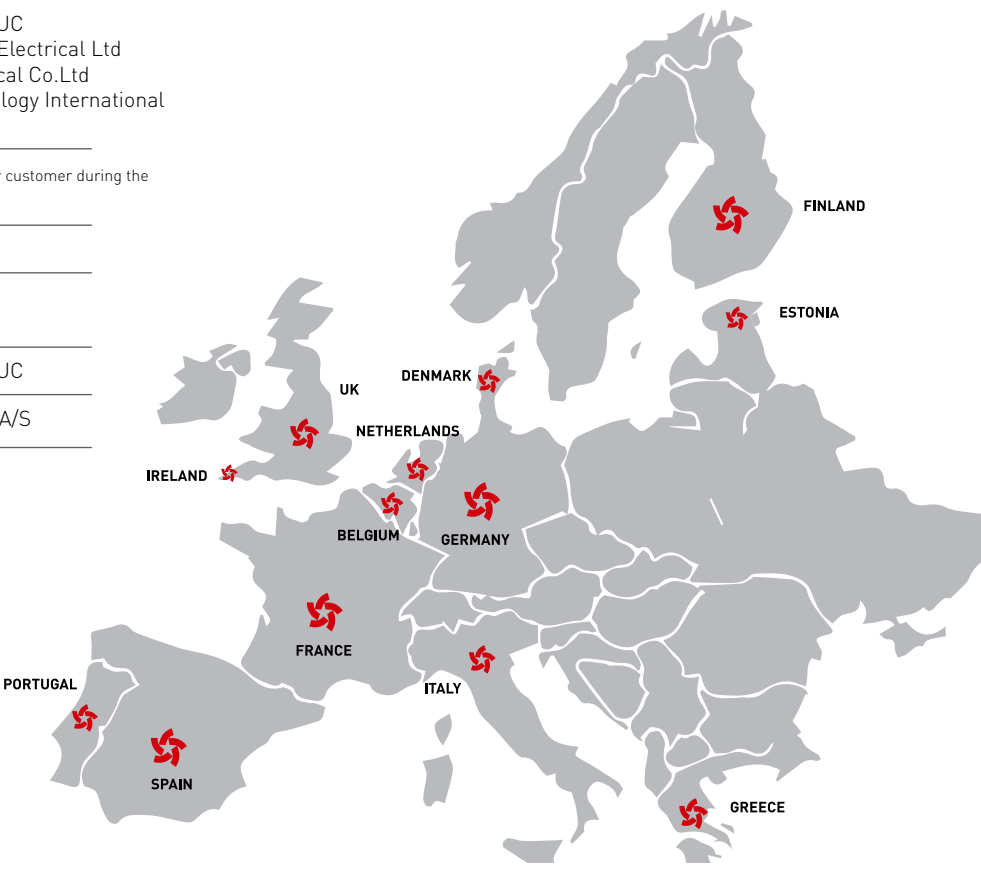 UC
Electrical Ltd
cal Co.Ltd
logy International
customer during the
UC
A/S
FINLAND
ESTONIA
DENMARK
UK
NETHERLANDS
IRELAND
BELGIUM
GERMANY
FRANCE
PORTUGAL
ITALY
SPAIN
GREECE